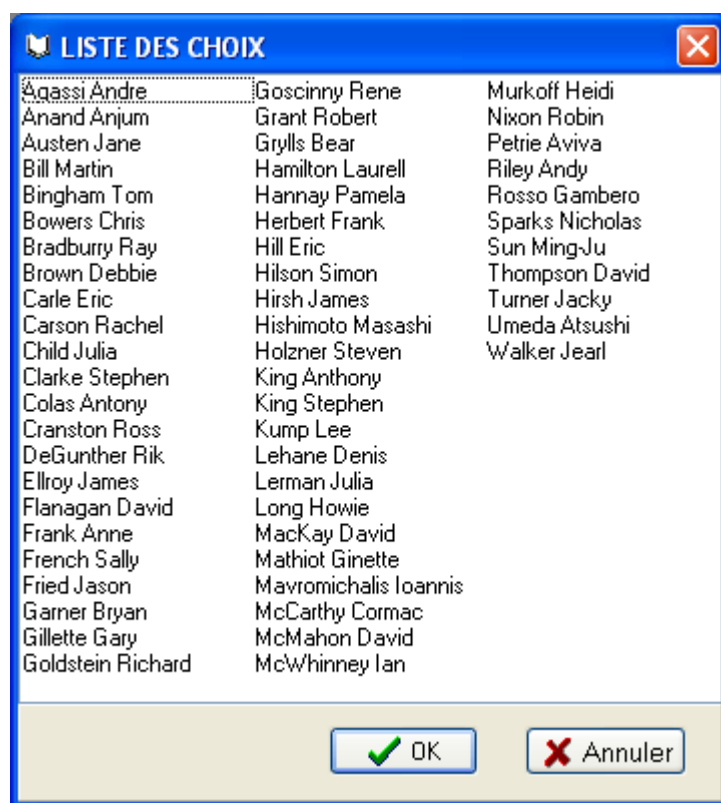 LISTE DES CHOIX
Agassi Andre
Anand Anjum
Austen Jane
Bill Martin
Bingham Tom
Bowers Chris
Bradburry Ray
Brown Debbie
Carle Eric
Carson Rachel
Child Julia
Clarke Stephen
Colas Antony
Cranston Ross
DeGunther Rik
Ellroy James
Flanagan David
Frank Anne
French Sally
Fried Jason
Garner Bryan
Gillette Gary
Goldstein Richard
Goscinny Rene
Grant Robert
Grylls Bear
Hamilton Laurell
Hannay Pamela
Herbert Frank
Hill Eric
Hilson Simon
Hirsh James
Hishimoto Masashi
Holzner Steven
King Anthony
King Stephen
Kump Lee
Lehane Denis
Lerman Julia
Long Howie
MacKay David
Mathiot Ginette
Mavromichalis Ioannis
McCarthy Cormac
McMahon David
McWhinney Ian
Murkoff Heidi
Nixon Robin
Petrie Aviva
Riley Andy
Rosso Gambero
Sparks Nicholas
Sun Ming-Ju
Thompson David
Turner Jacky
Umeda Atsushi
Walker Jearl
OK
Annuler